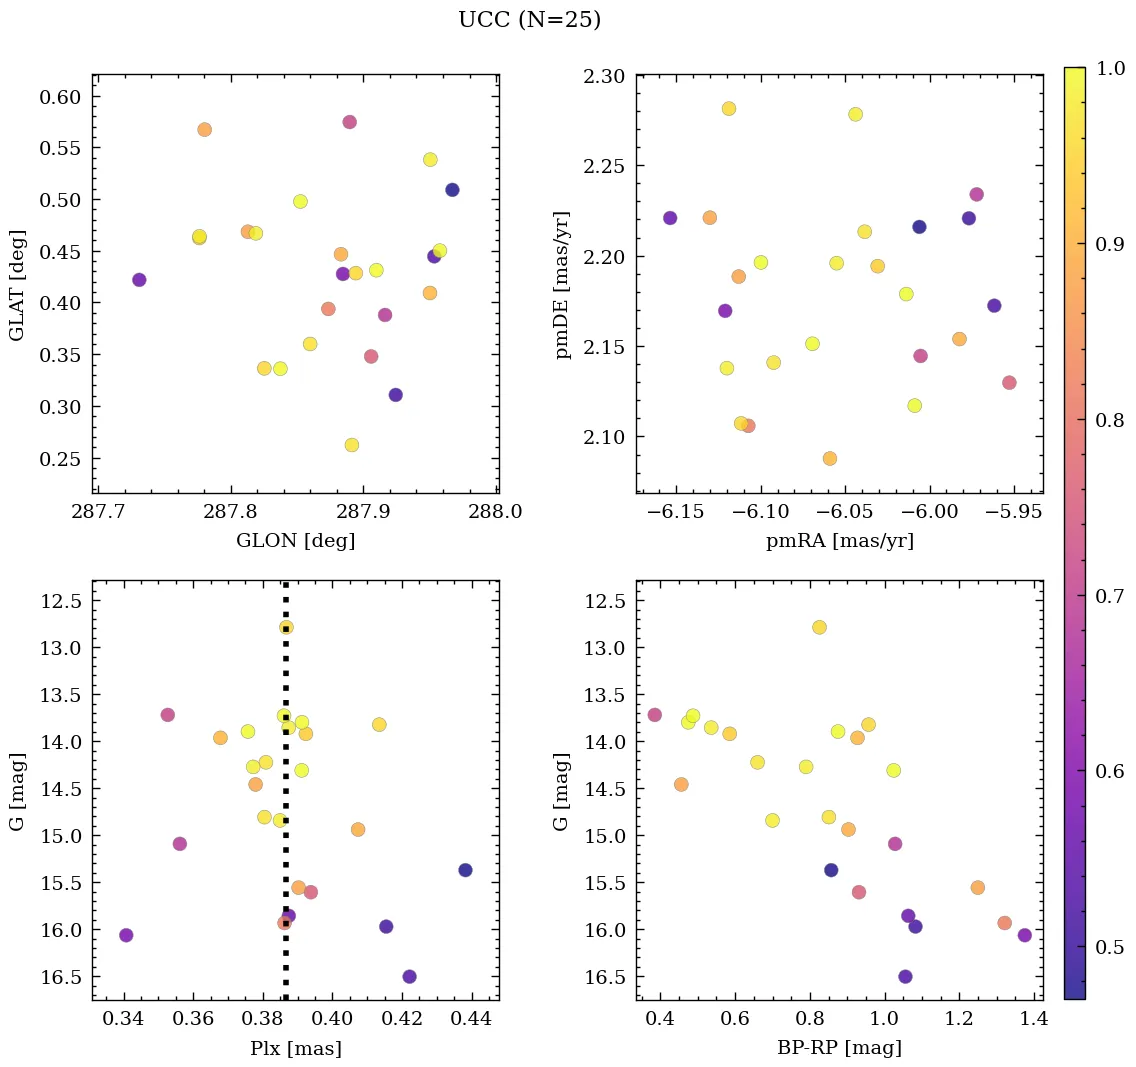 UCC (N=25)
0.60
0.55
0.50
0.45
0.40
0.35
0.30
0.25
GLAT [deg]
287.7 287.8 287.9 288.0
GLON [deg]
2.30
2.25
2.20
2.15
2.10
pmDE [mas/yr]
−6.15 −6.10 −6.05 −6.00 −5.95
pmRA [mas/yr]
12.5
13.0
13.5
14.0
14.5
15.0
15.5
16.0
16.5
G [mag]
0.34 0.36 0.38 0.40 0.42 0.44
Plx [mas]
12.5
13.0
13.5
14.0
14.5
15.0
15.5
16.0
16.5
G [mag]
0.4 0.6 0.8 1.0 1.2 1.4
BP-RP [mag]
1.0
0.9
0.8
0.7
0.6
0.5